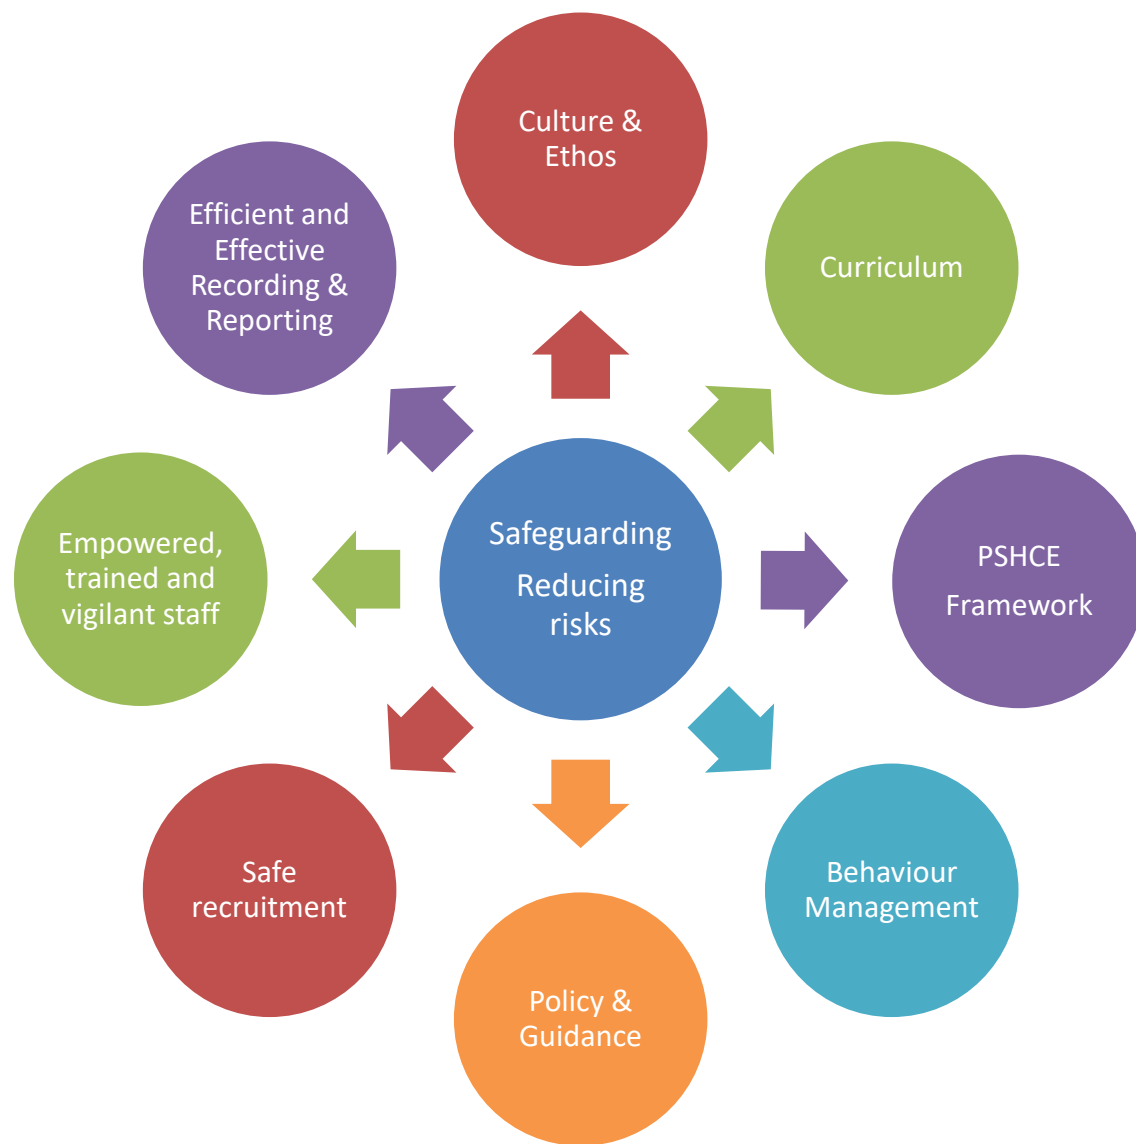 Culture &
Ethos
Curriculum
PSHCE
Framework
Behaviour
Management
Policy &
Guidance
Safe
recruitment
Empowered,
trained and
vigilant staff
Efficient and
Effective
Recording &
Reporting
Safeguarding
Reducing
risks